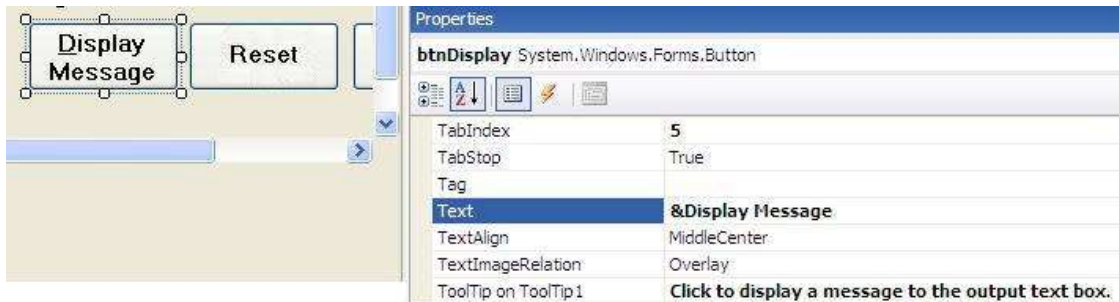 Display
Message
Reset
Properties
btnDisplay System.Windows.Forms.Button
TabIndex 5
TabStop True
Tag
Text &Display Message
TextAlign MiddleCenter
TextImageRelation Overlay
ToolTip on ToolTip1 Click to display a message to the output text box.